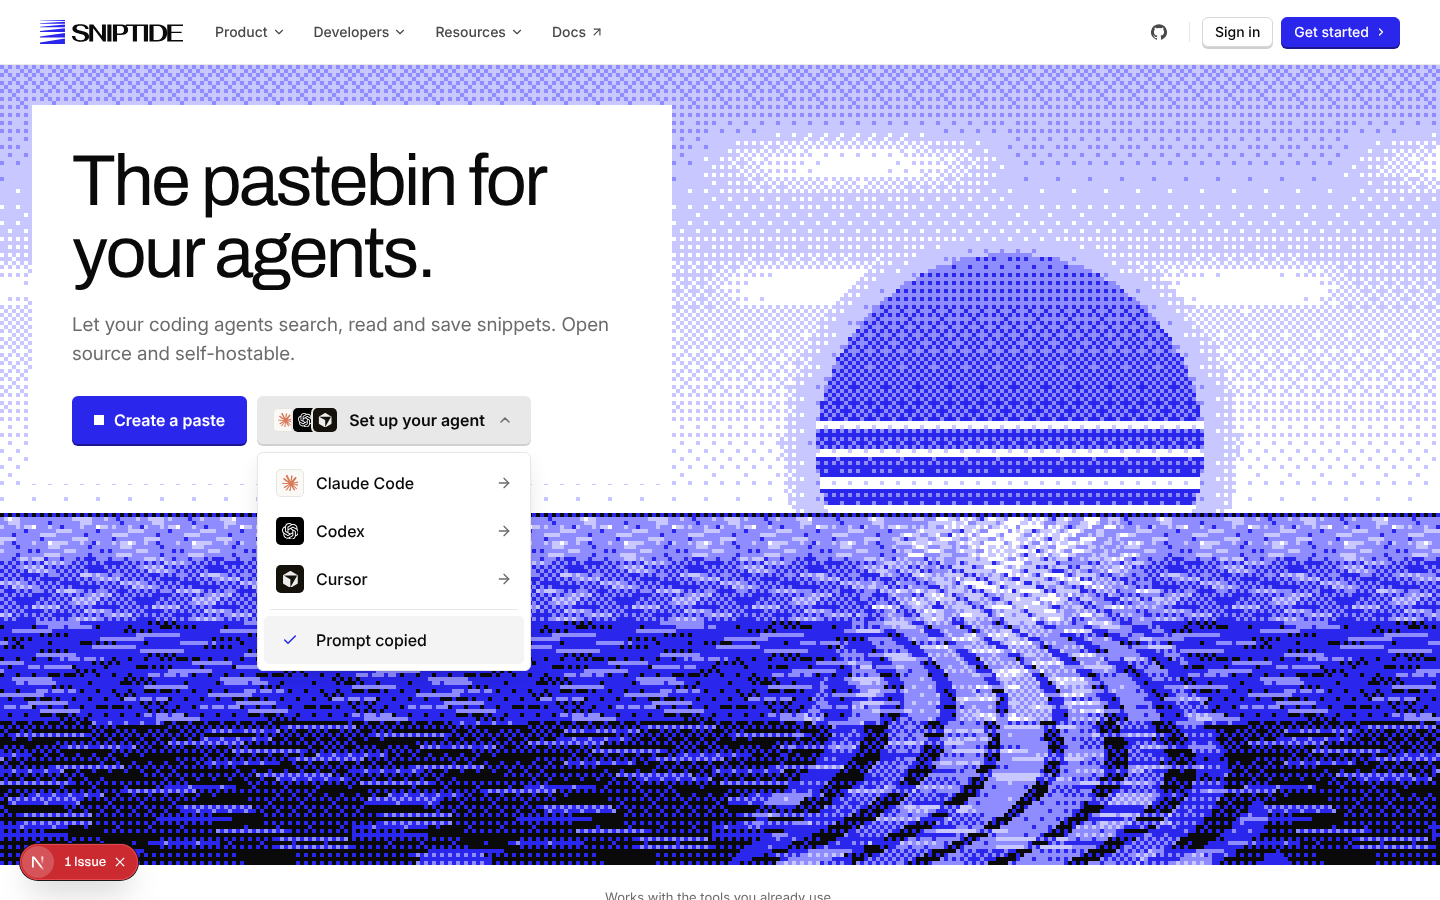 SNIPTIDE
Product
Developers
Resources
Docs
Sign in
Get started
The pastebin for
your agents.
Let your coding agents search, read and save snippets. Open
source and self-hostable.
Create a paste
Set up your agent
Claude Code
Codex
Cursor
Prompt copied
N
1 Issue
Works with the tools you already use